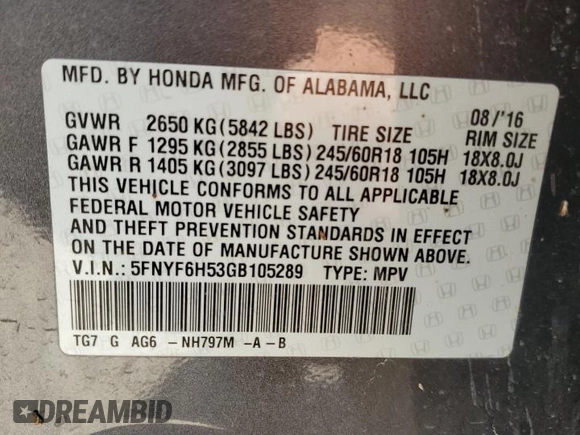 MFD. BY HONDA MFG. OF ALABAMA, LLC
08/'16
GVWR 2650 KG(5842 LBS) TIRE SIZE RIM SIZE
GAWR F 1295 KG(2855 LBS)245/60R18 105H 18X8.0J
GAWR R 1405 KG(3097 LBS)245/60R18 105H 18X8.0J
THIS VEHICLE CONFORMS TO ALL APPLICABLE
FEDERAL MOTOR VEHICLE SAFETY
AND THEFT PREVENTION STANDARDS IN EFFECT
ON THE DATE OF MANUFACTURE SHOWN ABOVE.
V.I.N.: 5FNYF6H53GB105289 TYPE: MPV
TG7 G AG6 -NH797M -A-B
DREAMBID